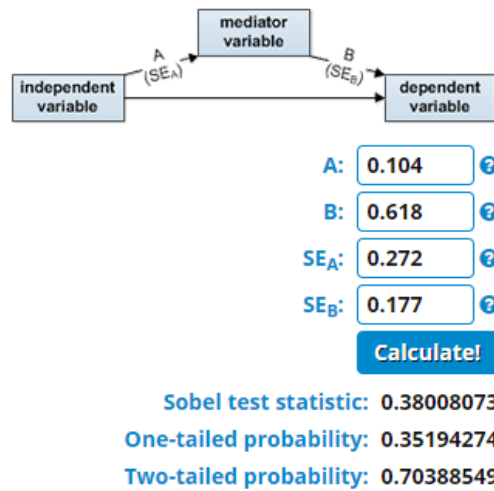 mediator
variable
A
(SEA)
B
(SEB)
independent
variable
dependent
variable
A: 0.104 ?
B: 0.618 ?
SEA: 0.272 ?
SEB: 0.177 ?
Calculate!
Sobel test statistic: 0.38008073
One-tailed probability: 0.35194274
Two-tailed probability: 0.70388549